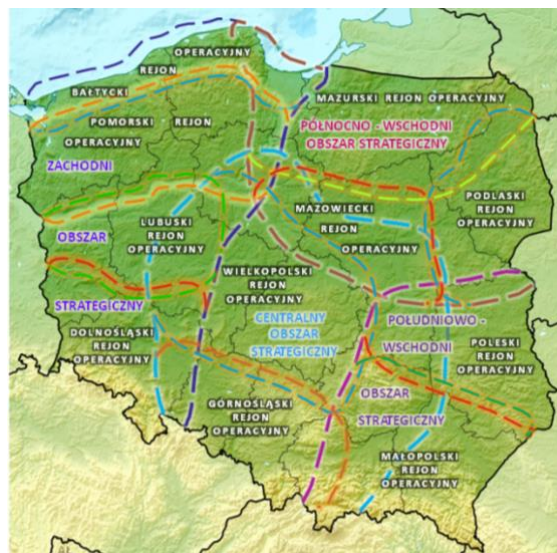 OPERACYJNY
REJON
BAŁTYCKI
MAZURSKI REJON OPERACYJNY
POMORSKI REJON
OPERACYJNY
PÓŁNOCNO - WSCHODNI
OBSZAR STRATEGICZNY
ZACHODNI
PODLASKI
REJON
OPERACYJNY
LUBUSKI
REJON
OPERACYJNY
MAZOWIECKI
REJON
OPERACYJNY
OBSZAR
WIELKOPOLSKI
REJON
OPERACYJNY
STRATEGICZNY
CENTRALNY
OBSZAR
STRATEGICZNY
POŁUDNIOWO -
WSCHODNI
DOLNOŚLĄSKI
REJON
OPERACYJNY
POLESKI
REJON
OPERACYJNY
OBSZAR
STRATEGICZNY
GÓRNOŚLĄSKI
REJON
OPERACYJNY
MAŁOPOLSKI
REJON
OPERACYJNY